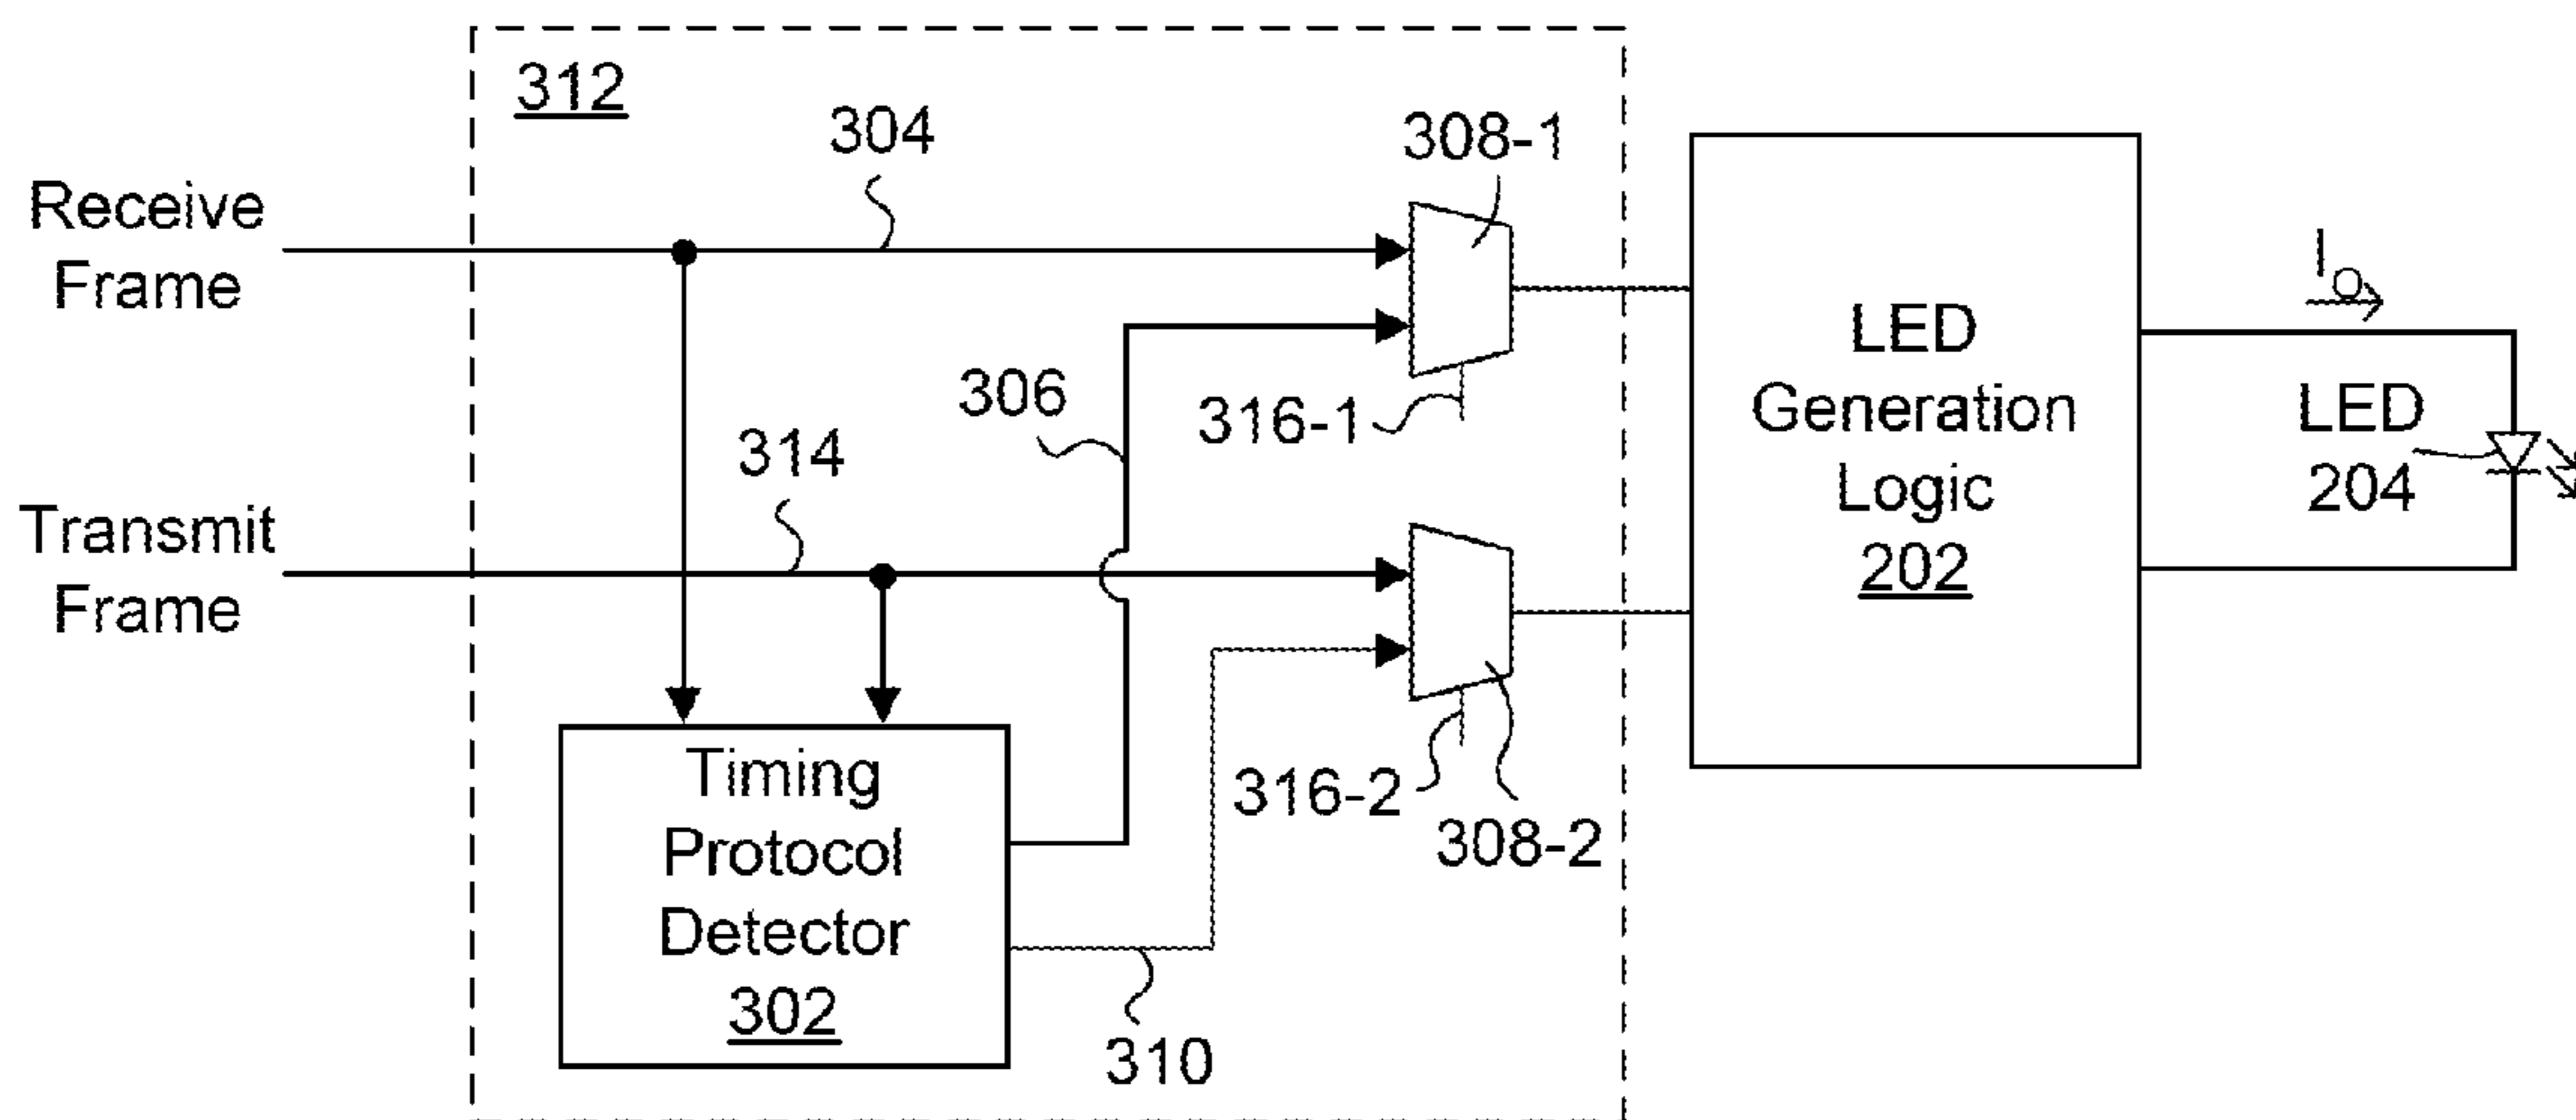 312
304
308-1
Receive
Frame
306
316-1
314
Transmit
Frame
LED
Generation
Logic
202
IO
LED
204
316-2
308-2
Timing
Protocol
Detector
302
310